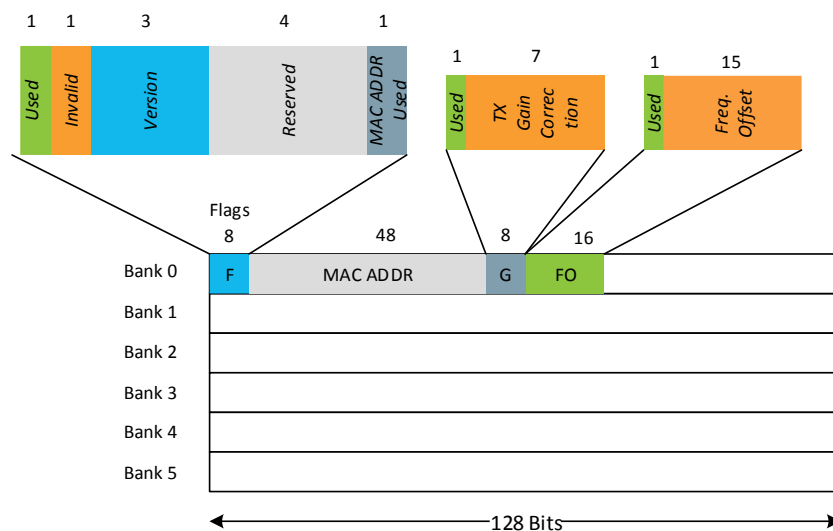 1 1 3 4 1
Used
Invalid
Version
Reserved
MAC ADDR
Used
1 7
Used
TX
Gain
Correc
tion
1 15
Used
Freq.
Offset
Flags
8 48 8 16
Bank 0 F MAC ADDR G FO
Bank 1
Bank 2
Bank 3
Bank 4
Bank 5
128 Bits